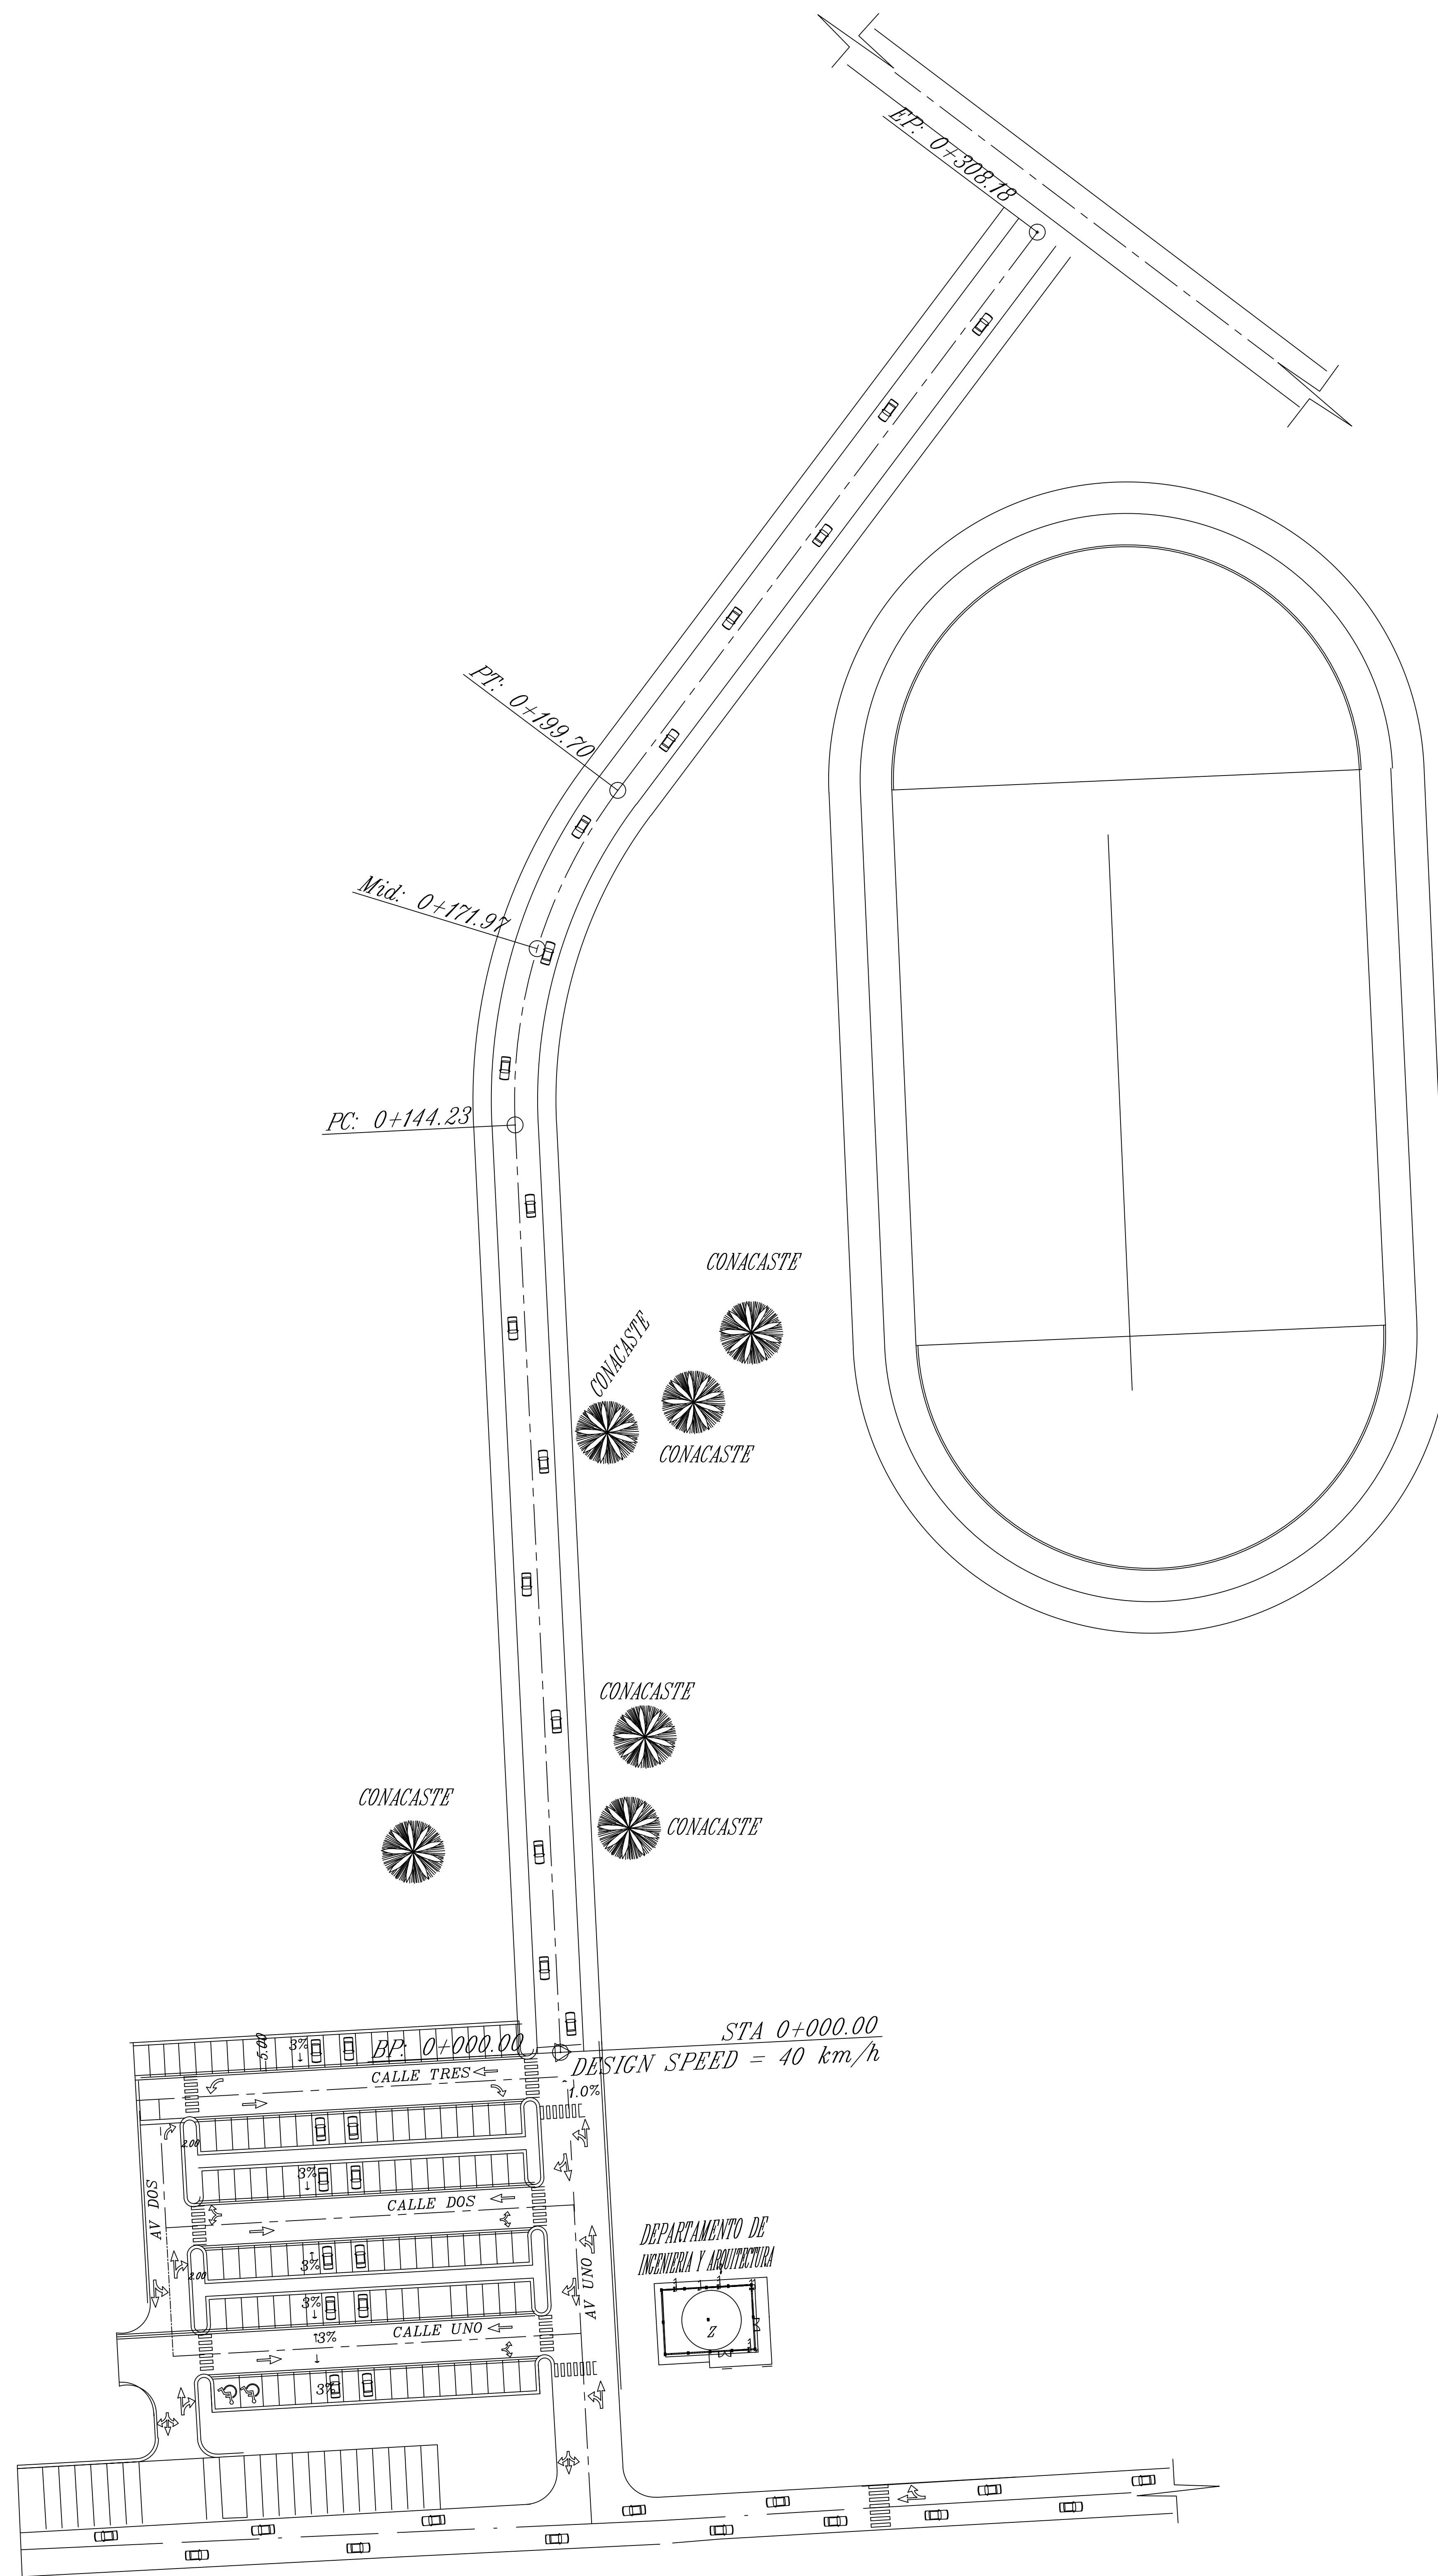 EP: 0+308.18
PT: 0+199.70
Mid: 0+171.97
PC: 0+144.23
CONACASTE
CONACASTE
CONACASTE
CONACASTE
CONACASTE
CONACASTE
STA 0+000.00
BP: 0+000.00
DESIGN SPEED = 40 km/h
5.00
3%
CALLE TRES
1.0%
2.00
3%
AV DOS
CALLE DOS
DEPARTAMENTO DE
INGENIERIA Y ARQUITECTURA
3%
2.00
AV UNO
3%
Z
CALLE UNO
3%
3%